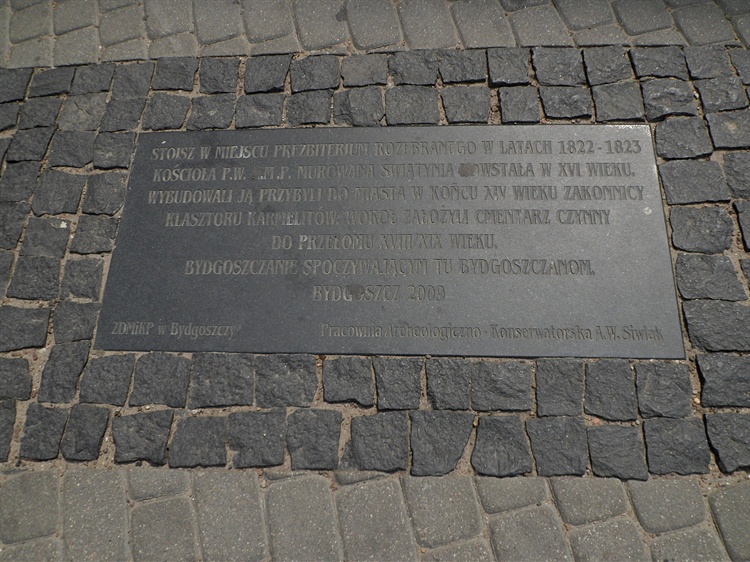 STOISZ W MIEJSCU PREZBITERIUM ROZEBRANEGO W LATACH 1822-1823
KOŚCIOŁA P.W. .M.P. MUROWANA ŚWIĄTYNIA POWSTAŁA W XVI WIEKU.
WYBUDOWALI JĄ PRZYBYLI DO MIASTA W KOŃCU XIV WIEKU ZAKONNICY
KLASZTORU KARMELITÓW. WOKÓŁ ZAŁOŻYLI CMENTARZ CZYNNY
DO PRZEŁOMU XVIII/XIX WIEKU.
BYDGOSZCZANIE SPOCZYWAJĄCYM TU BYDGOSZCZANOM.
BYDGOSZCZ 2009
ZDMiKP w Bydgoszczy Pracownia Archeologiczno - Konserwatorska A.W. Siwiak